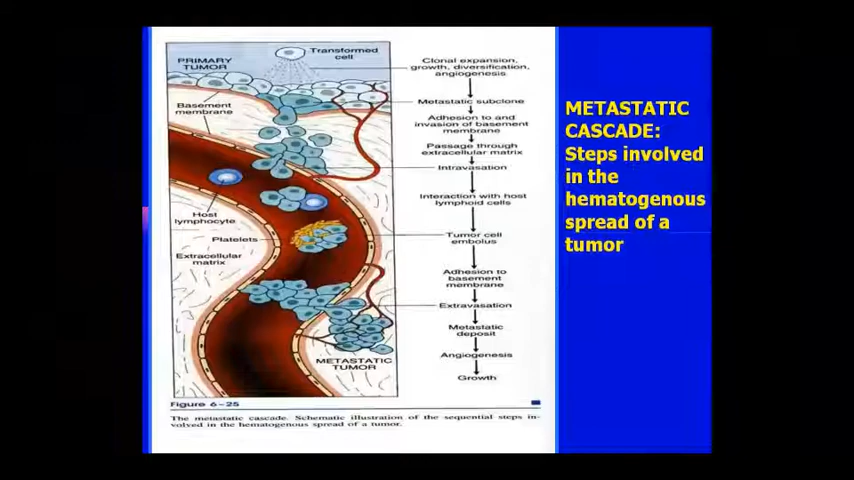 PRIMARY
TUMOR
Transformed
cell
Basement
membrane
Host
lymphocyte
Platelets
Extracellular
matrix
METASTATIC
TUMOR
Clonal expansion,
growth, diversification,
angiogenesis
Metastatic subclone
Adhesion to and
invasion of basement
membrane
Passage through
extracellular matrix
Intravasation
Interaction with host
lymphoid cells
Tumor cell
embolus
Adhesion to
basement
membrane
Extravasation
Metastatic
deposit
Angiogenesis
Growth
Figure 6-25
The metastatic cascade. Schematic illustration of the sequential steps in-
volved in the hematogenous spread of a tumor.
METASTATIC
CASCADE:
Steps involved
in the
hematogenous
spread of a
tumor